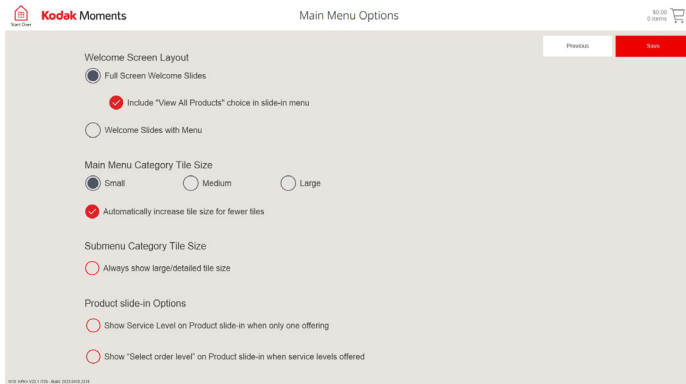 Start Over
Kodak Moments
Main Menu Options
$0.00
0 items
Previous
Save
Welcome Screen Layout
Full Screen Welcome Slides
Include "View All Products" choice in slide-in menu
Welcome Slides with Menu
Main Menu Category Tile Size
Small Medium Large
Automatically increase tile size for fewer tiles
Submenu Category Tile Size
Always show large/detailed tile size
Product slide-in Options
Show Service Level on Product slide-in when only one offering
Show "Select order level" on Product slide-in when service levels offered